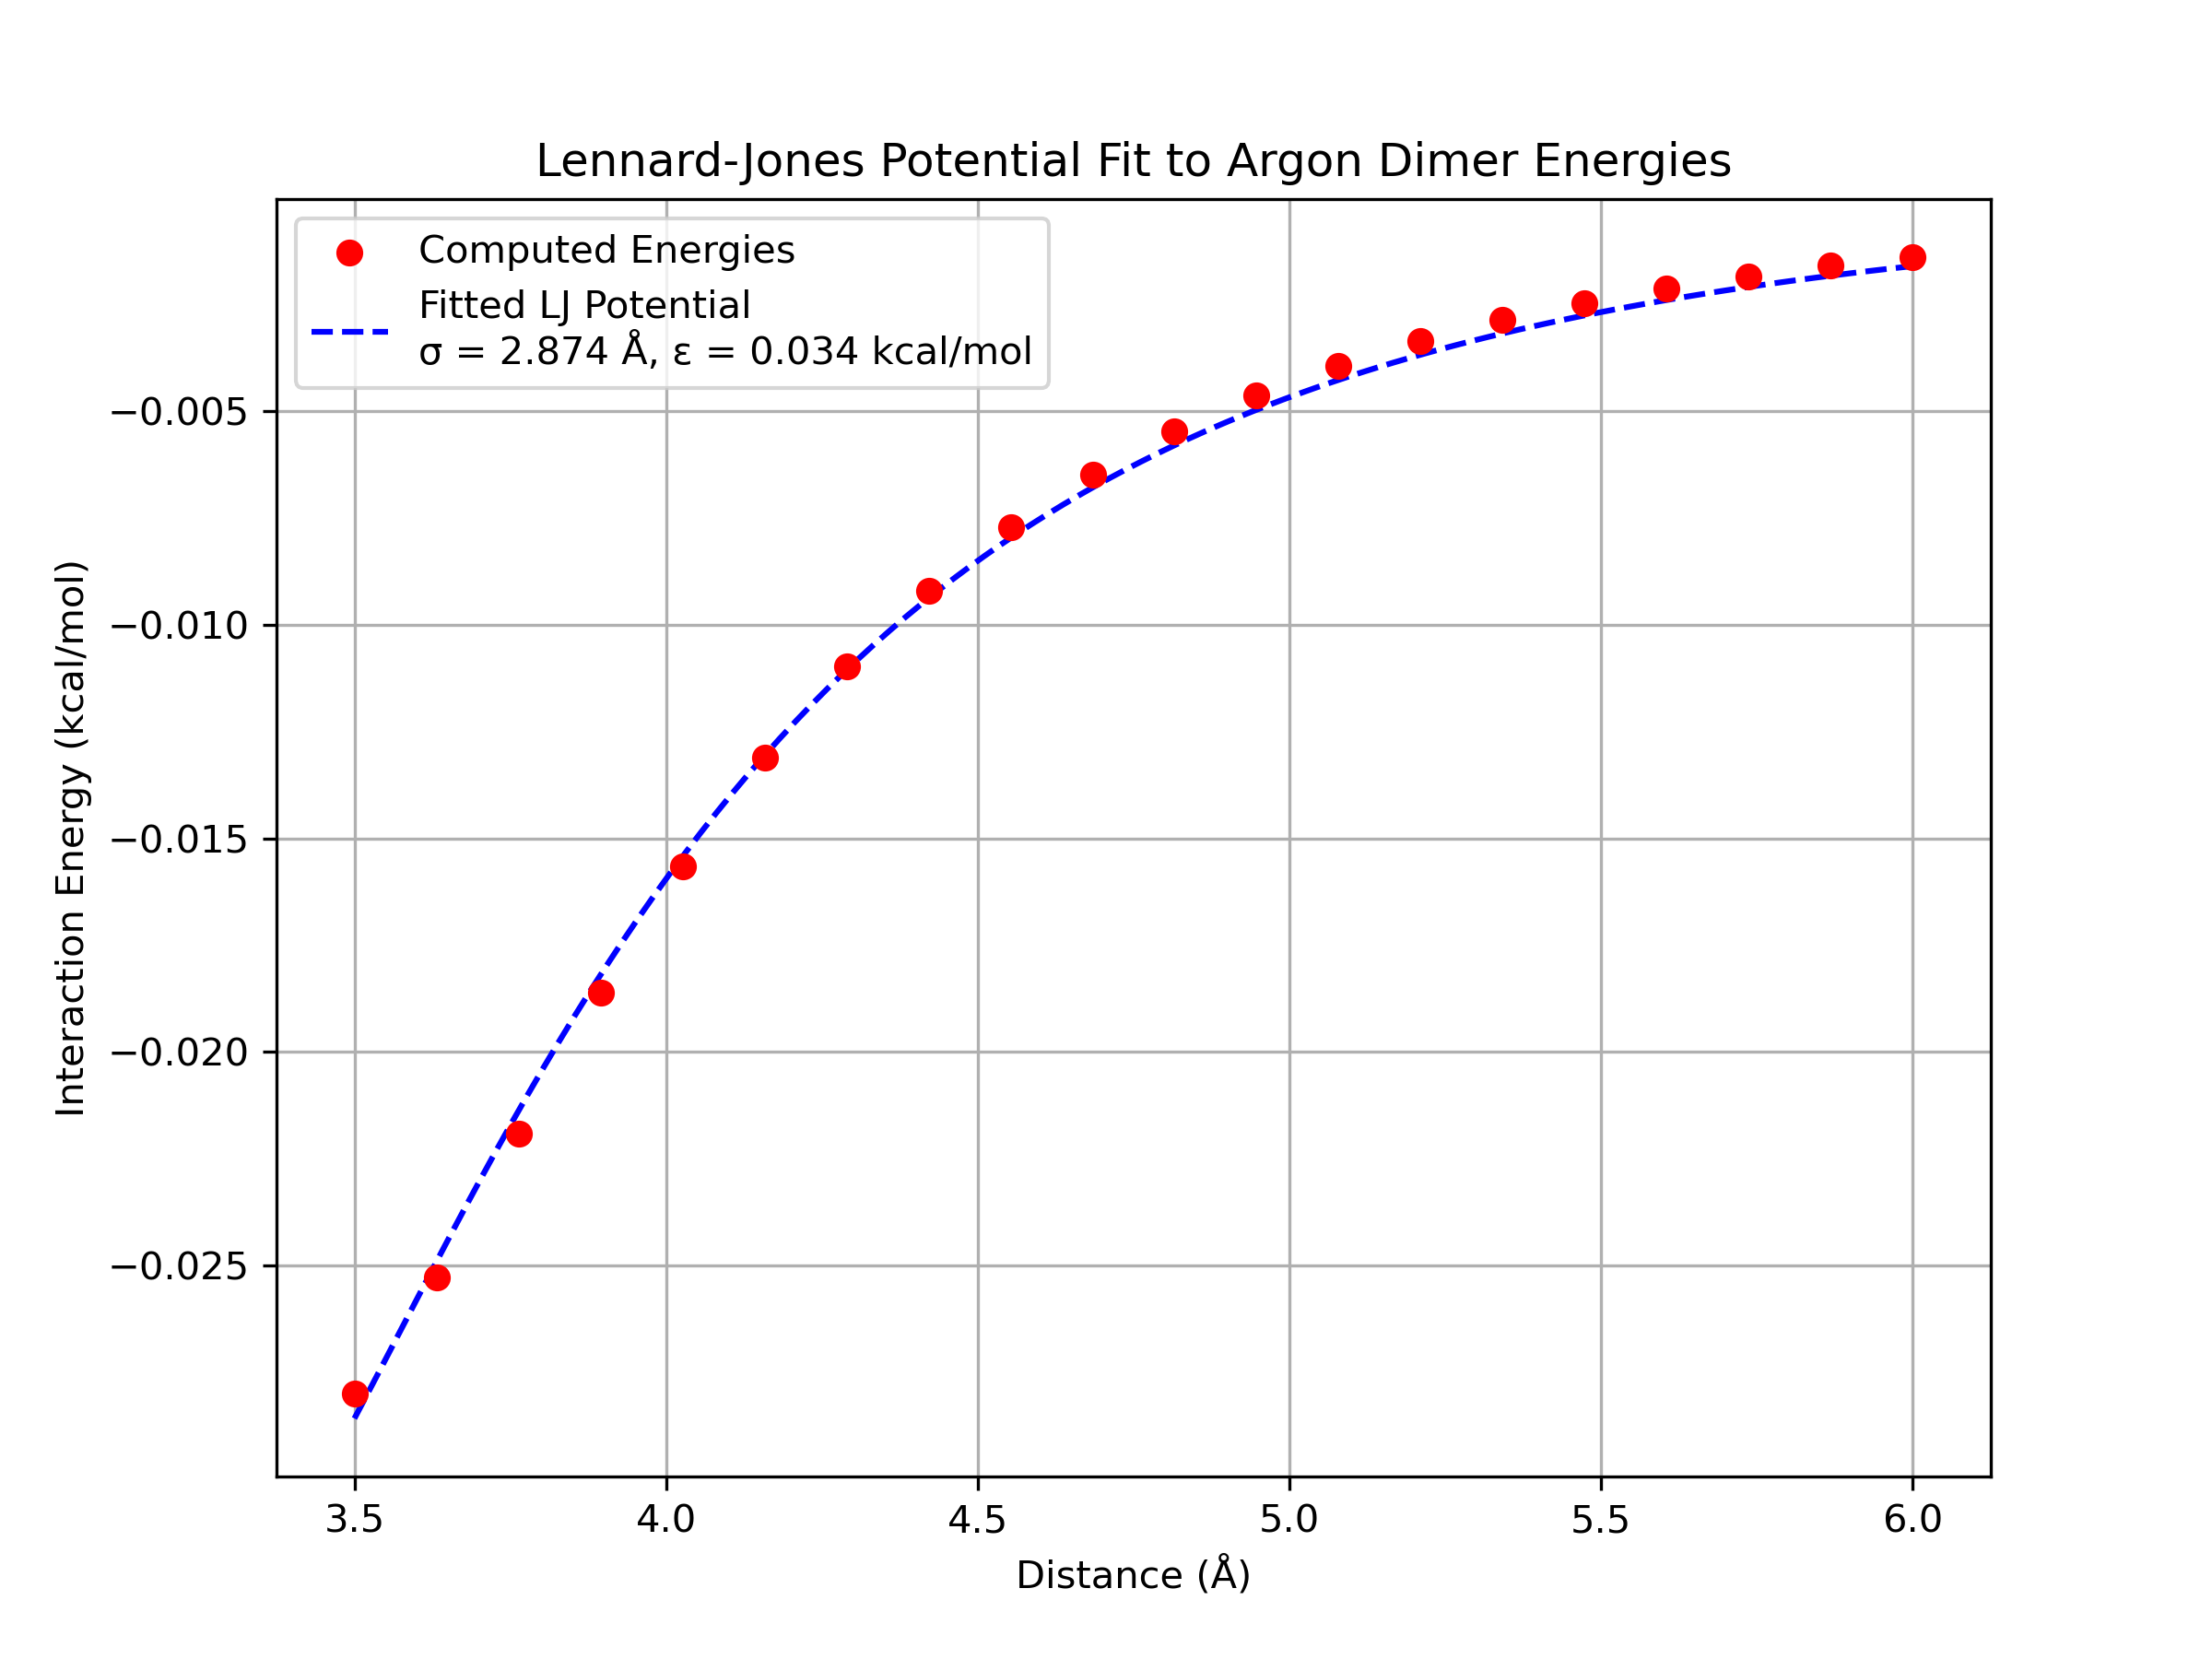 Lennard-Jones Potential Fit to Argon Dimer Energies
Computed Energies
Fitted LJ Potential
σ = 2.874 Å, ε = 0.034 kcal/mol
−0.005
−0.010
−0.015
−0.020
−0.025
Interaction Energy (kcal/mol)
3.5 4.0 4.5 5.0 5.5 6.0
Distance (Å)